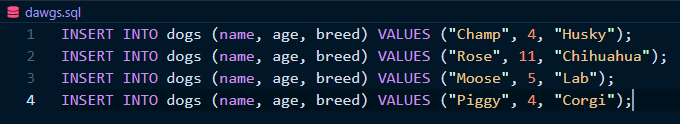 dawgs.sql
1 INSERT INTO dogs (name, age, breed) VALUES ("Champ", 4, "Husky");
2 INSERT INTO dogs (name, age, breed) VALUES ("Rose", 11, "Chihuahua");
3 INSERT INTO dogs (name, age, breed) VALUES ("Moose", 5, "Lab");
4 INSERT INTO dogs (name, age, breed) VALUES ("Piggy", 4, "Corgi");